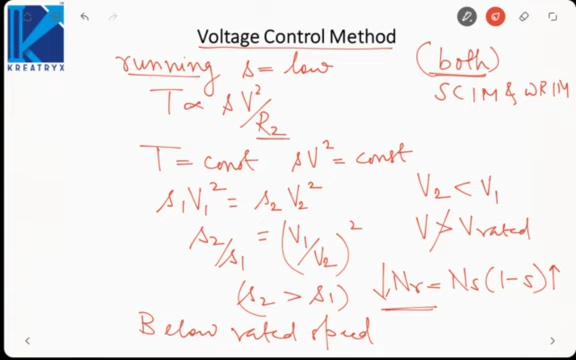 KREATRYX
Voltage Control Method
running s = low
(both)
SCIM & WRIM
T ∝ sV²/R₂
T = const sV² = const
s₁V₁² = s₂V₂²
V₂ < V₁
s₂/s₁ = (V₁/V₂)²
V ≯ Vrated
(s₂ > s₁)
↓Nr = Ns(1-s)↑
Below rated speed